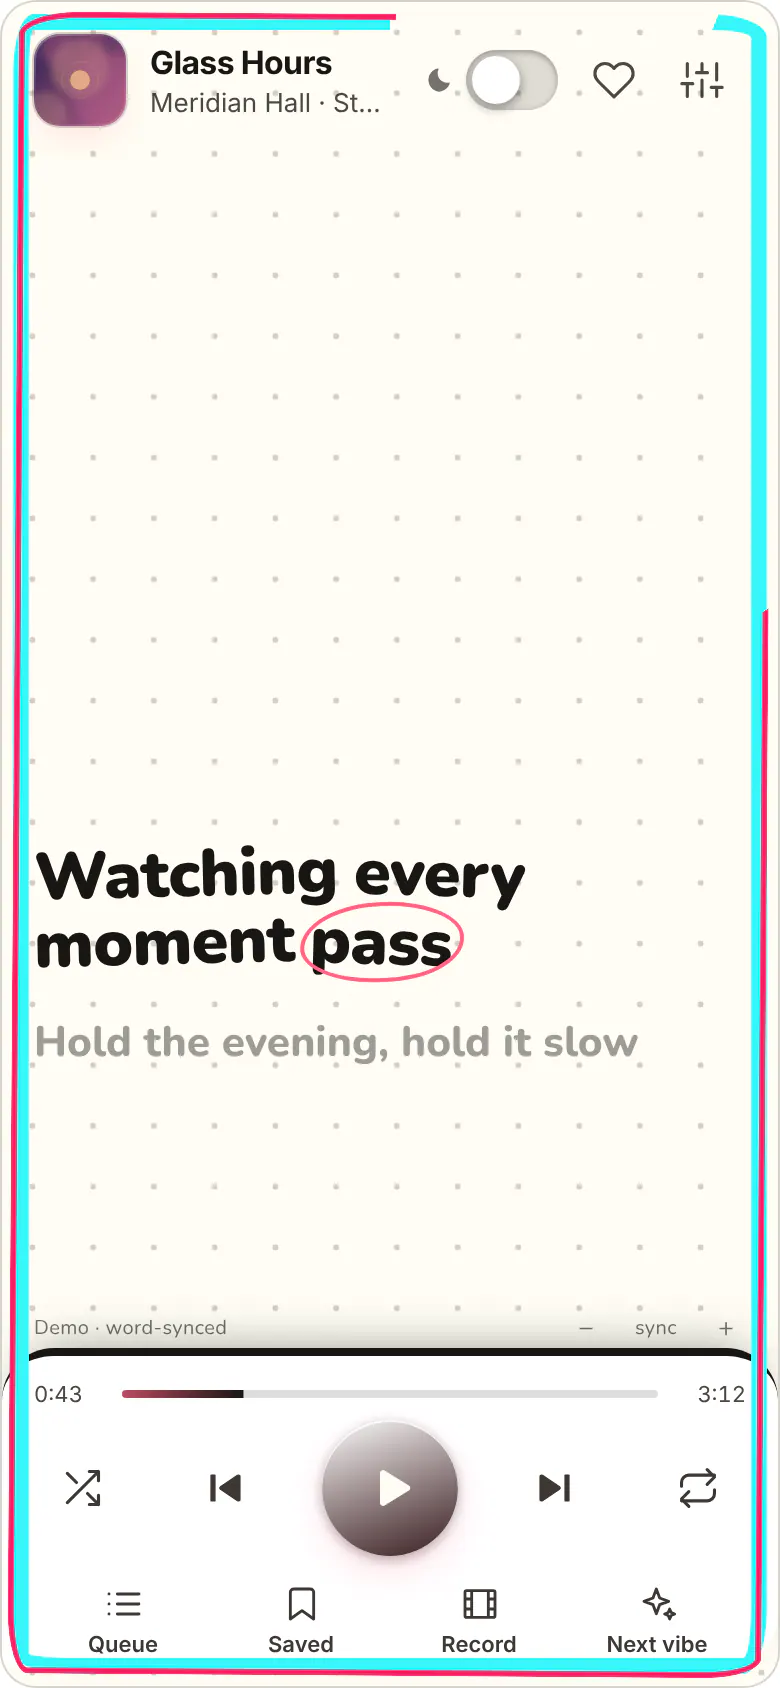 Glass Hours
Meridian Hall · St...
Watching every
moment pass
Hold the evening, hold it slow
Demo · word-synced
− sync +
0:43 3:12
Queue Saved Record Next vibe